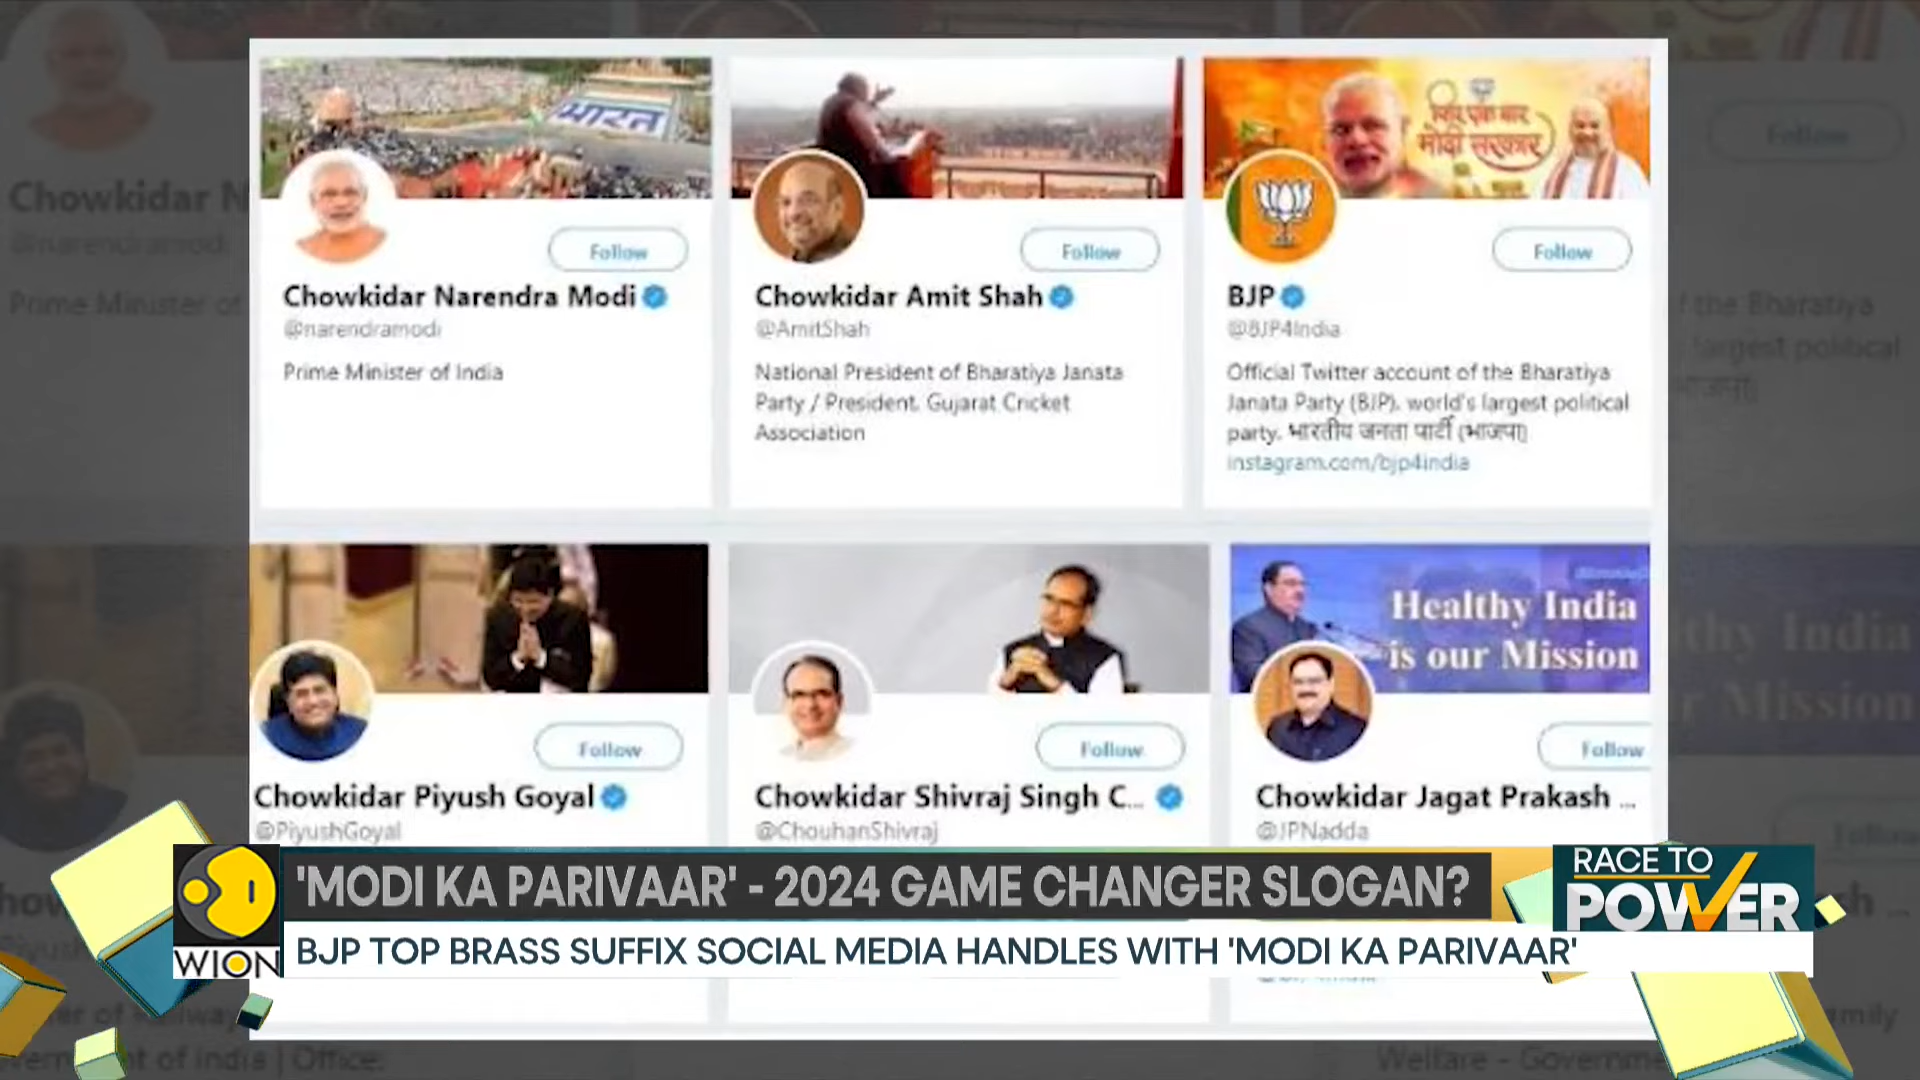 भारत
Follow
Chowkidar Narendra Modi
@narendramodi
Prime Minister of India
Follow
Chowkidar Amit Shah
@AmitShah
National President of Bharatiya Janata
Party / President, Gujarat Cricket
Association
फिर एक बार
मोदी सरकार
Follow
BJP
@BJP4India
Official Twitter account of the Bharatiya
Janata Party (BJP), world's largest political
party. भारतीय जनता पार्टी (भाजपा)
instagram.com/bjp4india
Follow
Chowkidar Piyush Goyal
@PiyushGoyal
Follow
Chowkidar Shivraj Singh C...
@ChouhanShivraj
Healthy India
is our Mission
Follow
Chowkidar Jagat Prakash ...
@JPNadda
'MODI KA PARIVAAR' - 2024 GAME CHANGER SLOGAN?
BJP TOP BRASS SUFFIX SOCIAL MEDIA HANDLES WITH 'MODI KA PARIVAAR'
WION
RACE TO
POWER